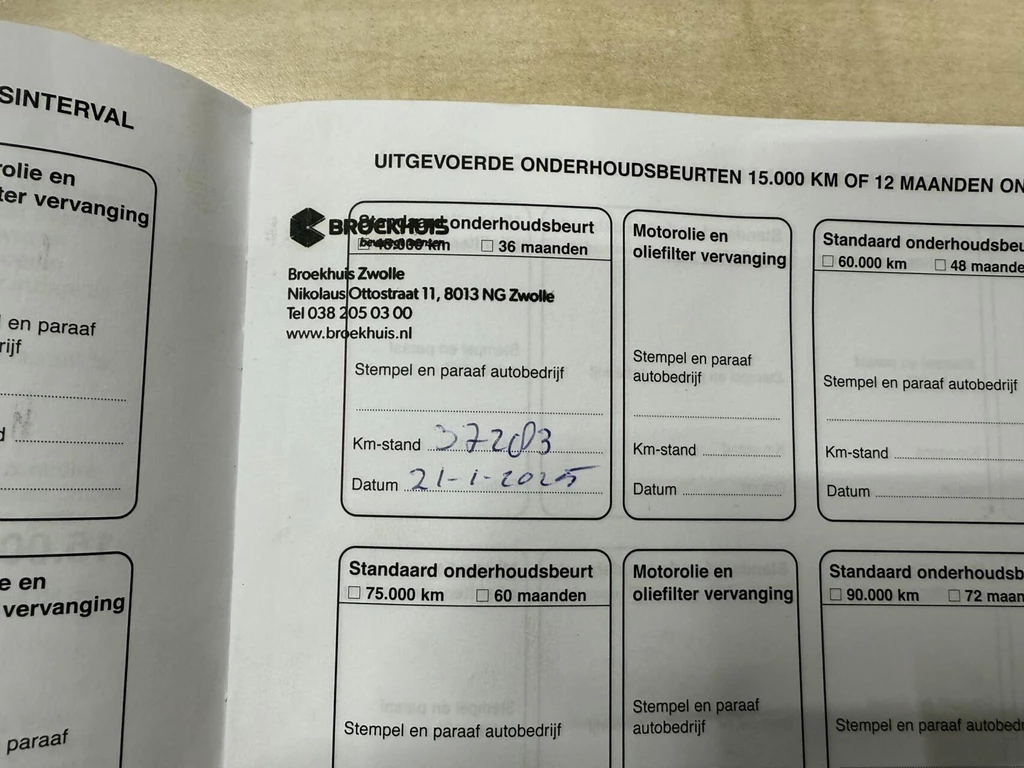 SINTERVAL
rolie en
ter vervanging
en paraaf
rijf
d
e en
vervanging
paraaf
UITGEVOERDE ONDERHOUDSBEURTEN 15.000 KM OF 12 MAANDEN ON
Standaard onderhoudsbeurt
45.000 km 36 maanden
BROEKHUIS
Broekhuis Zwolle
Nikolaus Ottostraat 11, 8013 NG Zwolle
Tel 038 205 03 00
www.broekhuis.nl
Stempel en paraaf autobedrijf
Km-stand 37283
Datum 21-1-2025
Motorolie en
oliefilter vervanging
Stempel en paraaf
autobedrijf
Km-stand
Datum
Standaard onderhoudsbeu
60.000 km 48 maande
Stempel en paraaf autobedrijf
Km-stand
Datum
Standaard onderhoudsbeurt
75.000 km 60 maanden
Stempel en paraaf autobedrijf
Motorolie en
oliefilter vervanging
Stempel en paraaf
autobedrijf
Standaard onderhoudsb
90.000 km 72 maan
Stempel en paraaf autobed